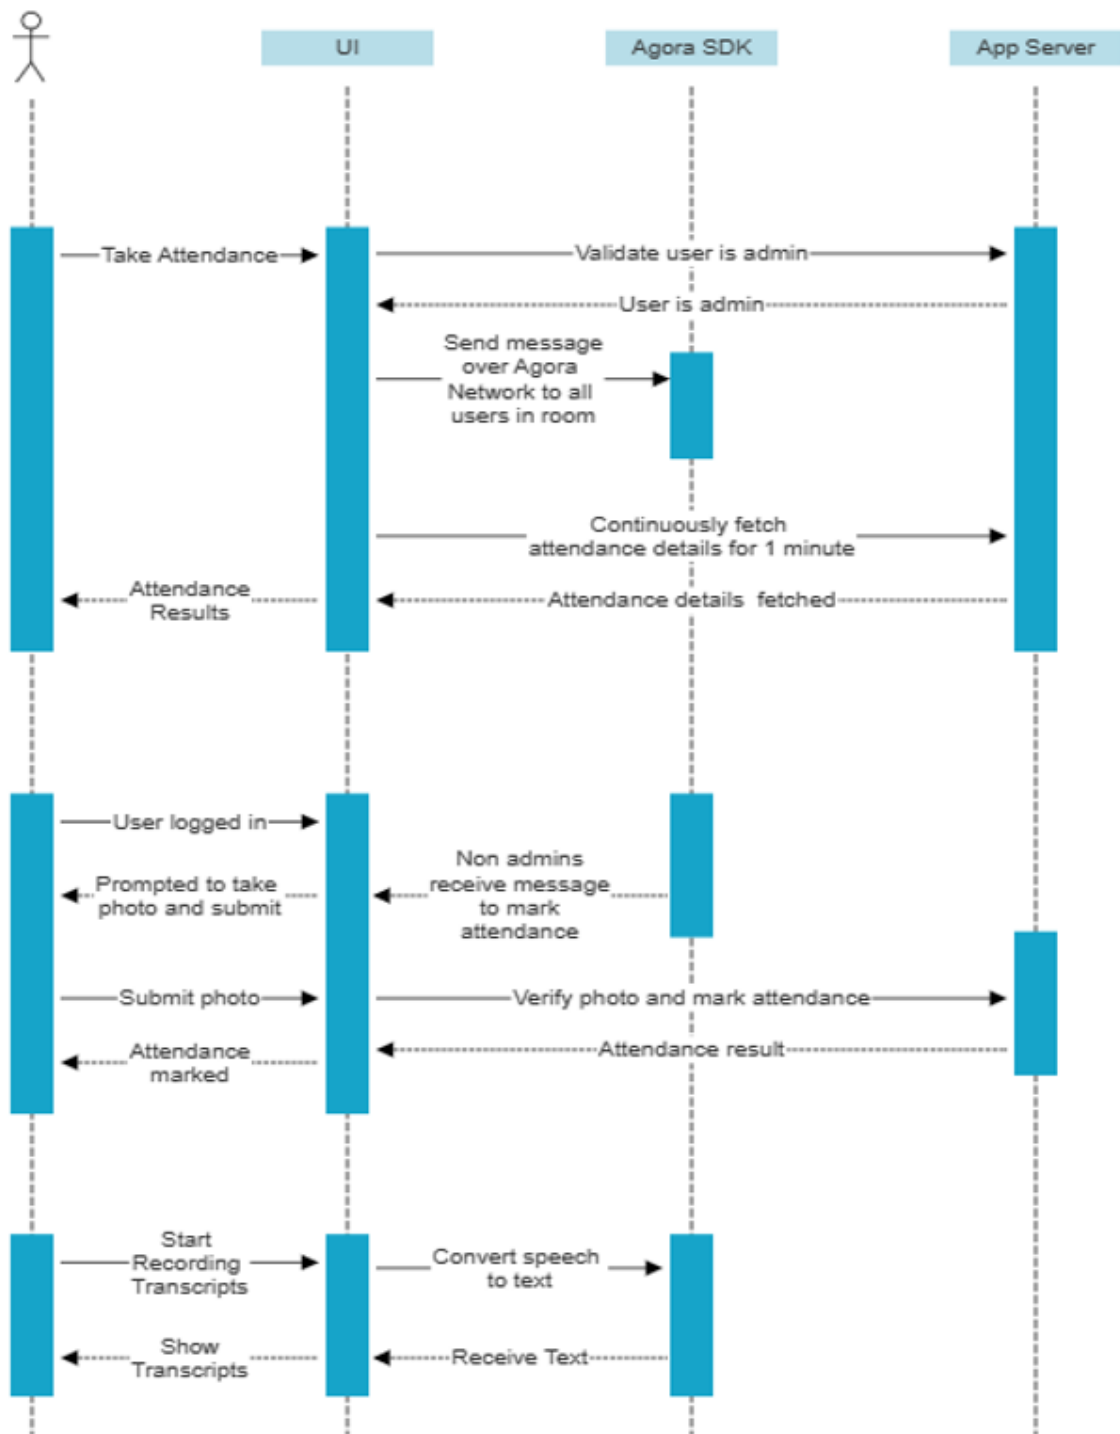 UI
Agora SDK
App Server
Take Attendance
Validate user is admin
User is admin
Send message
over Agora
Network to all
users in room
Continuously fetch
attendance details for 1 minute
Attendance
Results
Attendance details fetched
User logged in
Non admins
receive message
to mark
attendance
Prompted to take
photo and submit
Submit photo
Verify photo and mark attendance
Attendance result
Attendance
marked
Start
Recording
Transcripts
Convert speech
to text
Show
Transcripts
Receive Text